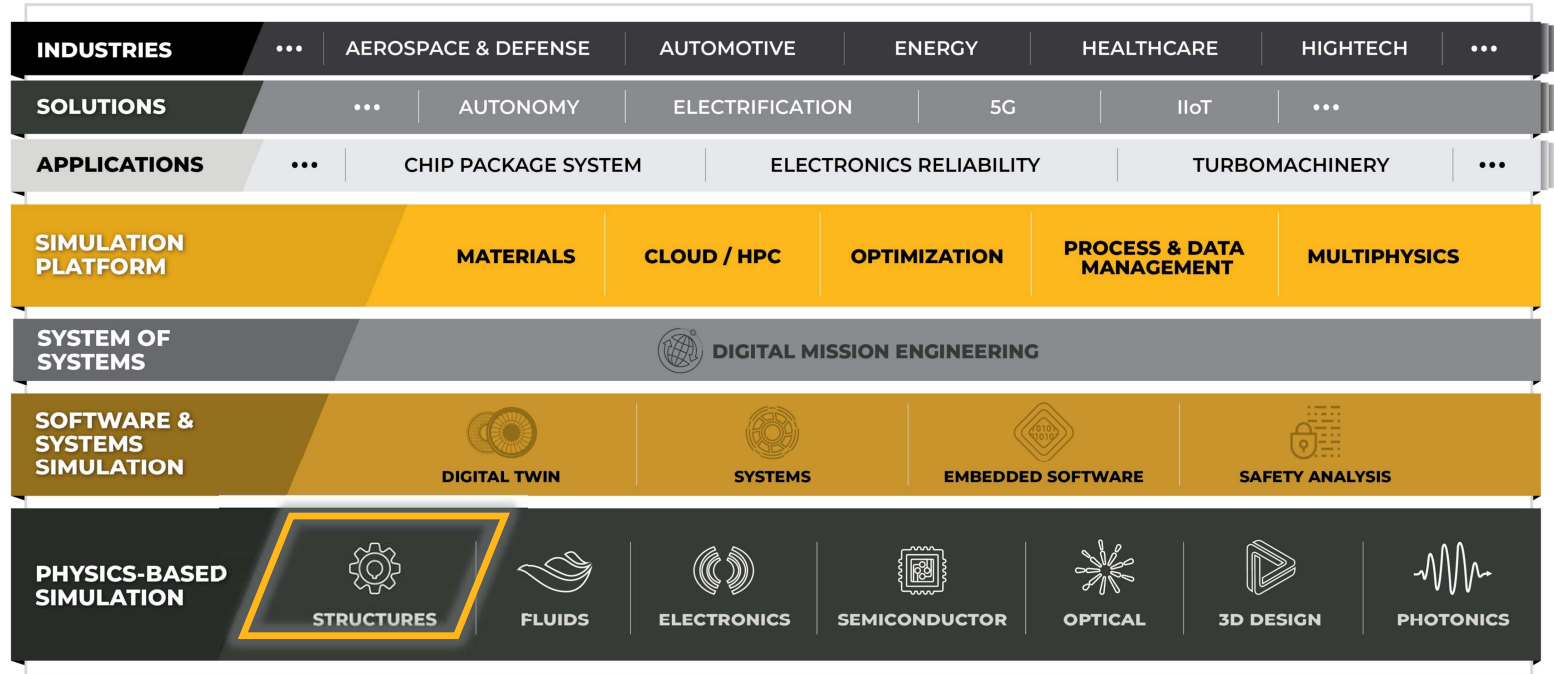 INDUSTRIES ••• AEROSPACE & DEFENSE AUTOMOTIVE ENERGY HEALTHCARE HIGHTECH •••
SOLUTIONS ••• AUTONOMY ELECTRIFICATION 5G IIoT •••
APPLICATIONS ••• CHIP PACKAGE SYSTEM ELECTRONICS RELIABILITY TURBOMACHINERY •••
SIMULATION
PLATFORM
MATERIALS CLOUD / HPC OPTIMIZATION
PROCESS & DATA
MANAGEMENT
MULTIPHYSICS
SYSTEM OF
SYSTEMS
DIGITAL MISSION ENGINEERING
SOFTWARE &
SYSTEMS
SIMULATION
1010
1010
DIGITAL TWIN SYSTEMS EMBEDDED SOFTWARE SAFETY ANALYSIS
PHYSICS-BASED
SIMULATION
STRUCTURES FLUIDS ELECTRONICS SEMICONDUCTOR OPTICAL 3D DESIGN PHOTONICS